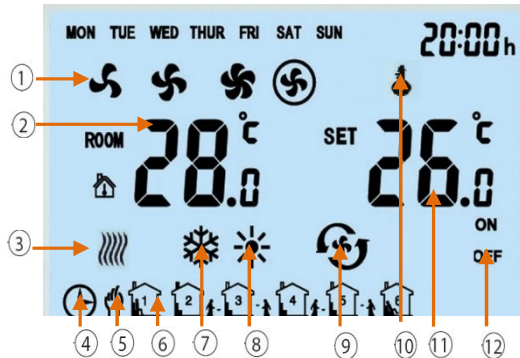 MON TUE WED THUR FRI SAT SUN 20:00h
1
2 ROOM 28.0 °C SET 26.0 °C
3 ON
OFF
1 2 3 4 5 6
4 5 6 7 8 9 10 11 12